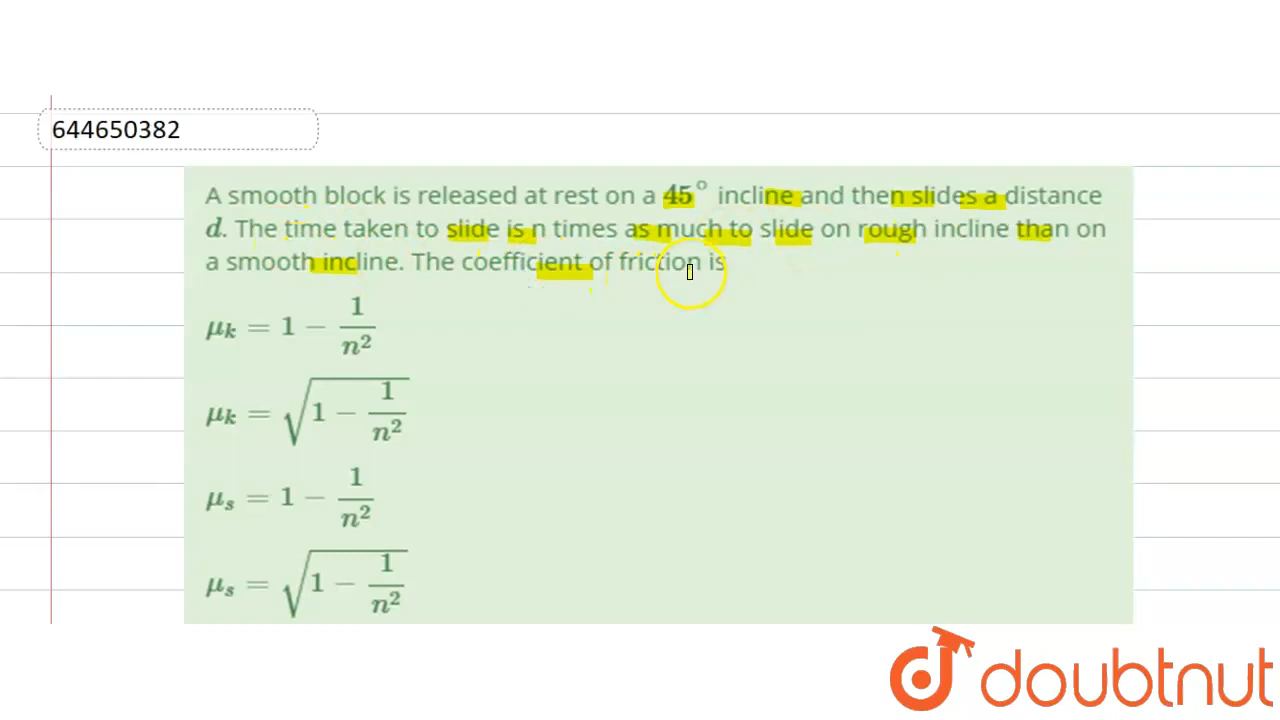 644650382
A smooth block is released at rest on a 45° incline and then slides a distance
d. The time taken to slide is n times as much to slide on rough incline than on
a smooth incline. The coefficient of friction is
μₖ = 1 − 1/n²
μₖ = √(1 − 1/n²)
μₛ = 1 − 1/n²
μₛ = √(1 − 1/n²)
doubtnut